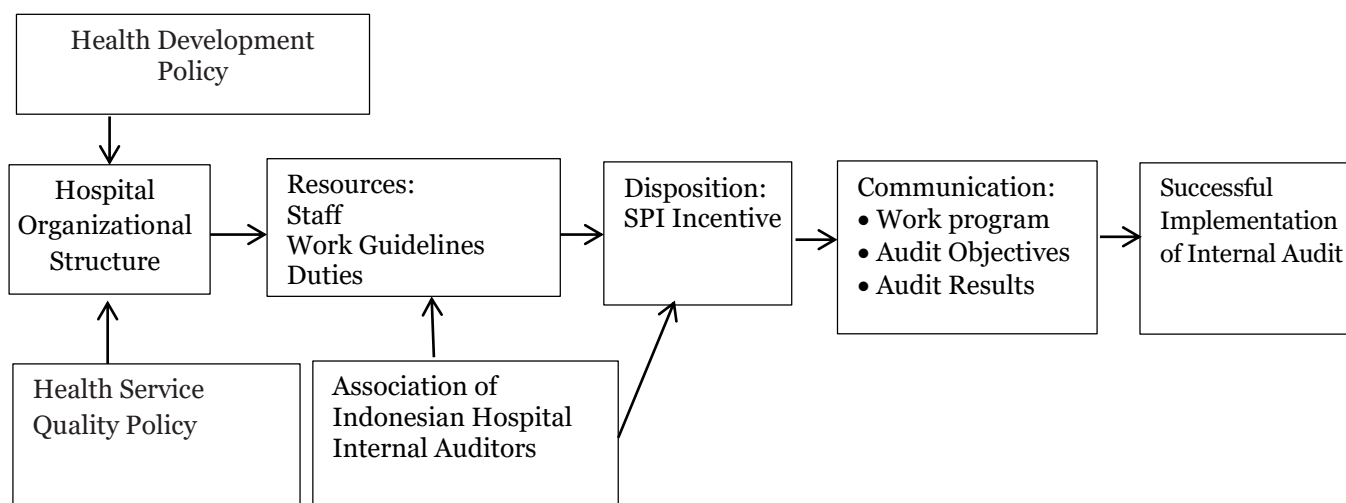 Health Development
Policy
Hospital
Organizational
Structure
Resources:
Staff
Work Guidelines
Duties
Disposition:
SPI Incentive
Communication:
• Work program
• Audit Objectives
• Audit Results
Successful
Implementation
of Internal Audit
Health Service
Quality Policy
Association of
Indonesian Hospital
Internal Auditors